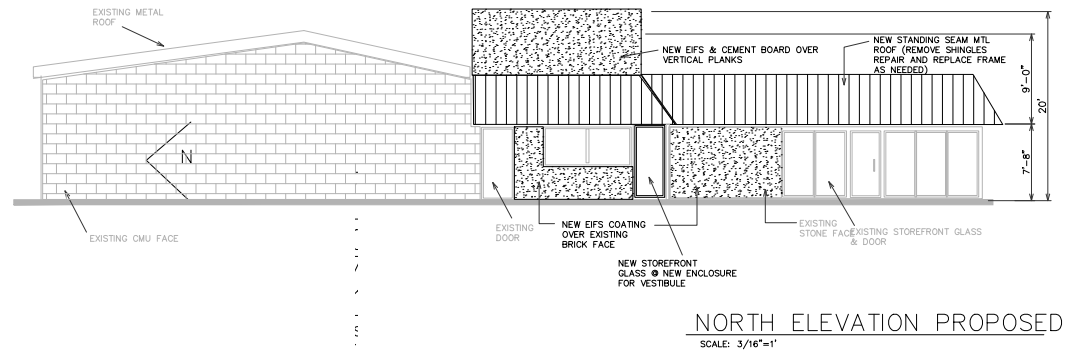 EXISTING METAL
ROOF
NEW EIFS & CEMENT BOARD OVER
VERTICAL PLANKS
NEW STANDING SEAM MTL
ROOF (REMOVE SHINGLES
REPAIR AND REPLACE FRAME
AS NEEDED)
9'-0"
20'
7'-8"
N
EXISTING CMU FACE
EXISTING
DOOR
NEW EIFS COATING
OVER EXISTING
BRICK FACE
EXISTING
STONE FACE
EXISTING STOREFRONT GLASS
& DOOR
NEW STOREFRONT
GLASS @ NEW ENCLOSURE
FOR VESTIBULE
NORTH ELEVATION PROPOSED
SCALE: 3/16"=1'